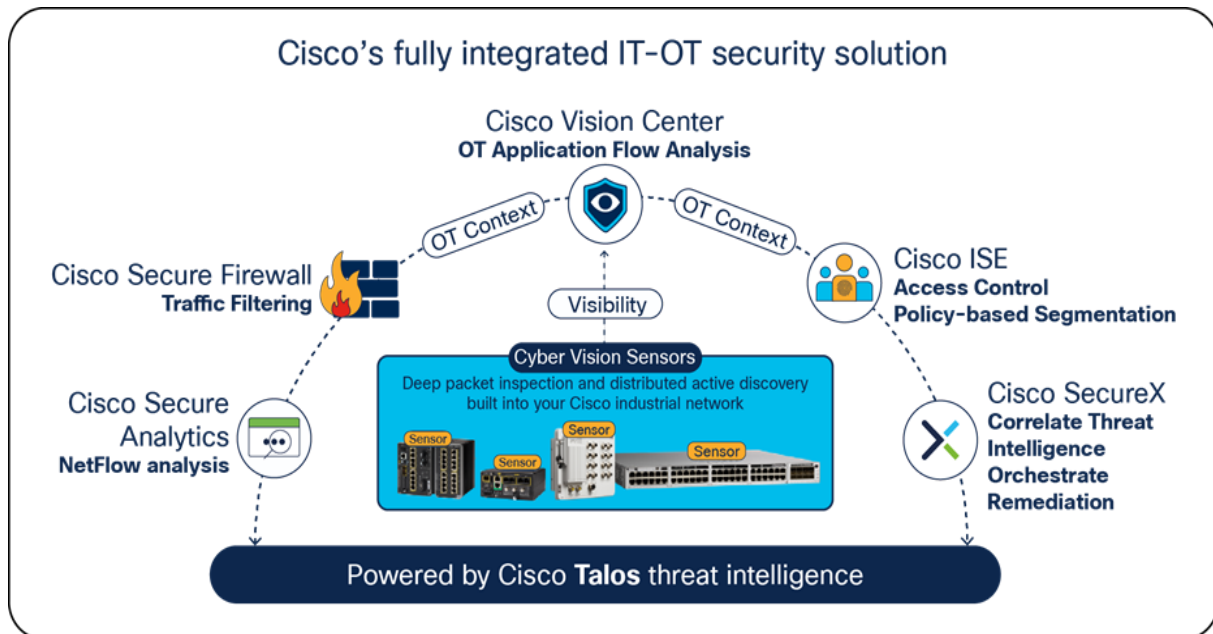 Cisco's fully integrated IT-OT security solution
Cisco Vision Center
OT Application Flow Analysis
OT Context
OT Context
Cisco Secure Firewall
Traffic Filtering
Visibility
Cisco ISE
Access Control
Policy-based Segmentation
Cyber Vision Sensors
Deep packet inspection and distributed active discovery
built into your Cisco industrial network
Sensor
Sensor
Sensor
Sensor
Cisco Secure
Analytics
NetFlow analysis
Cisco SecureX
Correlate Threat
Intelligence
Orchestrate
Remediation
Powered by Cisco Talos threat intelligence